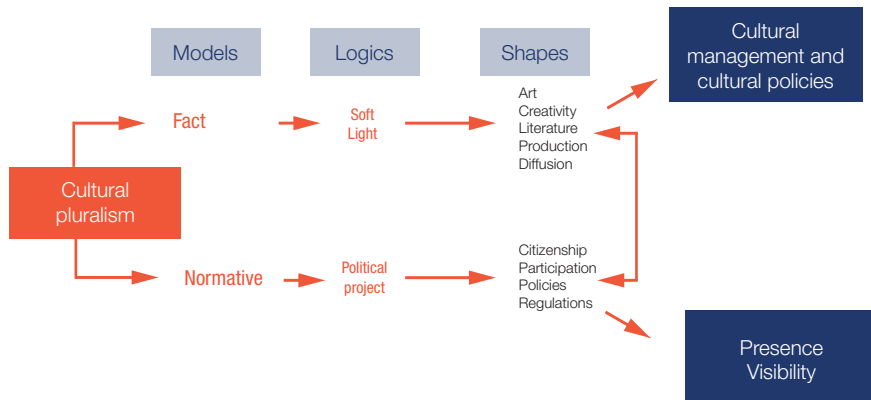 Models
Logics
Shapes
Cultural
management and
cultural policies
Fact
Soft
Light
Art
Creativity
Literature
Production
Diffusion
Cultural
pluralism
Normative
Political
project
Citizenship
Participation
Policies
Regulations
Presence
Visibility